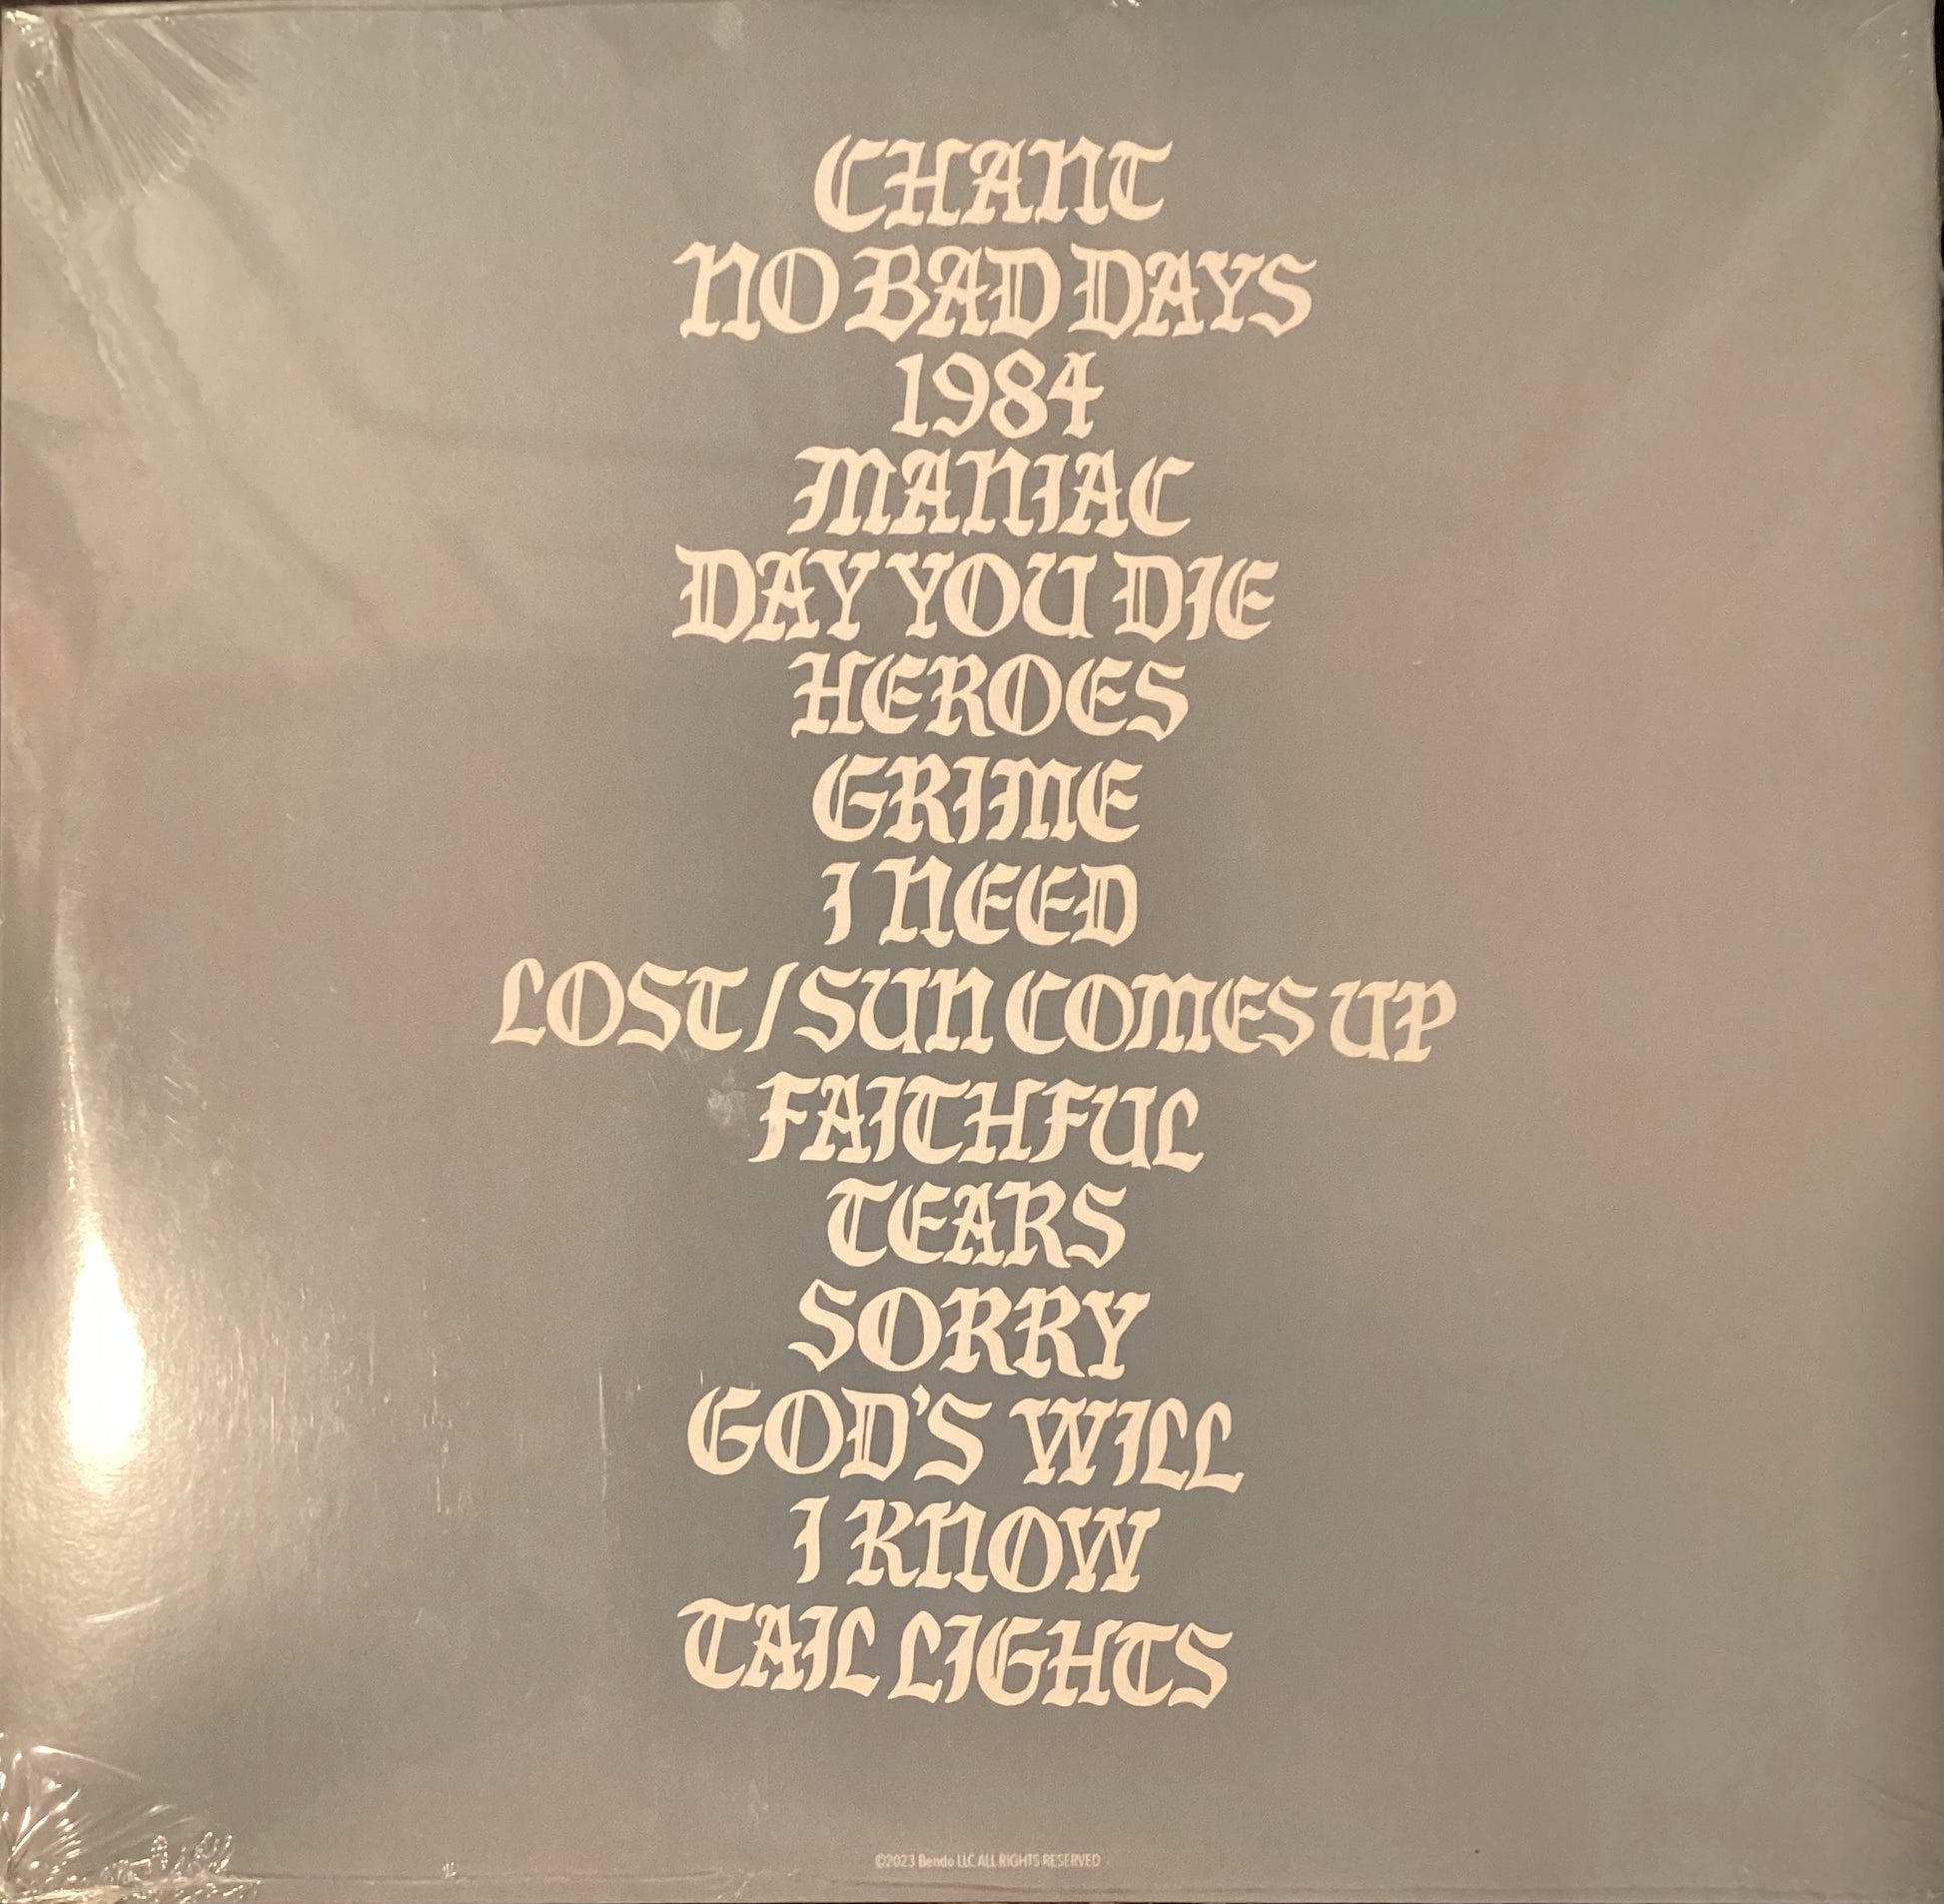 CHANT
NO BAD DAYS
1984
MANIAC
DAY YOU DIE
HEROES
GRIME
I NEED
LOST/SUN COMES UP
FAITHFUL
TEARS
SORRY
GOD'S WILL
I KNOW
TAIL LIGHTS
©2023 Bendo LLC ALL RIGHTS RESERVED